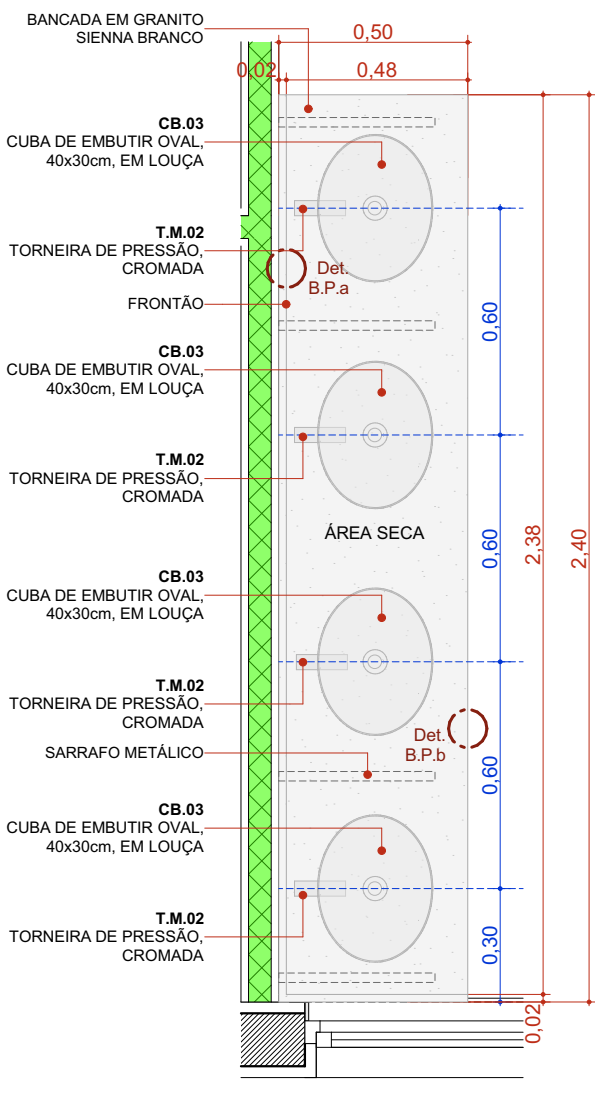 BANCADA EM GRANITO
SIENNA BRANCO
0,50
0,02
0,48
CB.03
CUBA DE EMBUTIR OVAL,
40x30cm, EM LOUÇA
T.M.02
TORNEIRA DE PRESSÃO,
CROMADA
Det.
B.P.a
FRONTÃO
0,60
CB.03
CUBA DE EMBUTIR OVAL,
40x30cm, EM LOUÇA
T.M.02
TORNEIRA DE PRESSÃO,
CROMADA
ÁREA SECA
0,60
2,38
2,40
CB.03
CUBA DE EMBUTIR OVAL,
40x30cm, EM LOUÇA
T.M.02
TORNEIRA DE PRESSÃO,
CROMADA
Det.
B.P.b
SARRAFO METÁLICO
0,60
CB.03
CUBA DE EMBUTIR OVAL,
40x30cm, EM LOUÇA
T.M.02
TORNEIRA DE PRESSÃO,
CROMADA
0,30
0,02